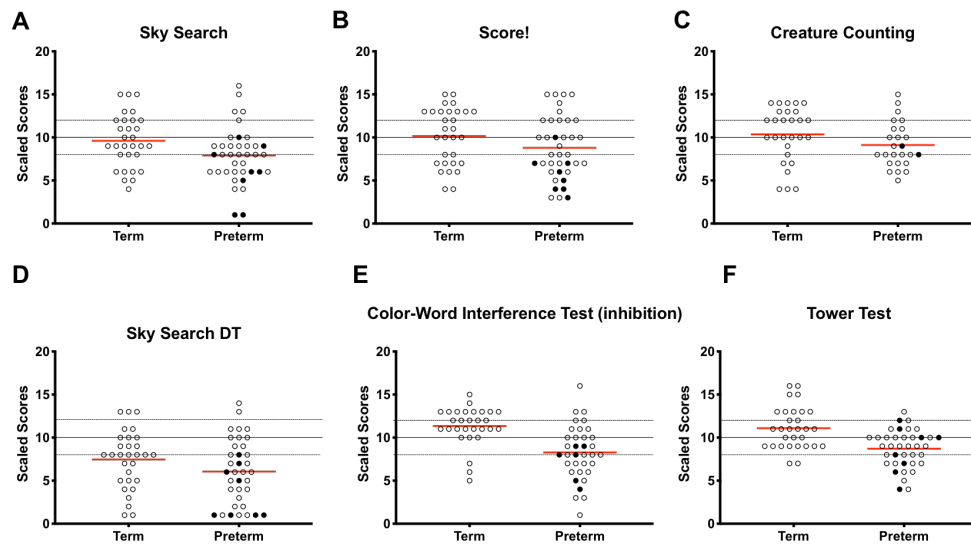 A
Sky Search
20
15
10
5
0
Scaled Scores
Term
Preterm
B
Score!
20
15
10
5
0
Scaled Scores
Term
Preterm
C
Creature Counting
20
15
10
5
0
Scaled Scores
Term
Preterm
D
Sky Search DT
20
15
10
5
0
Scaled Scores
Term
Preterm
E
Color-Word Interference Test (inhibition)
20
15
10
5
0
Scaled Scores
Term
Preterm
F
Tower Test
20
15
10
5
0
Scaled Scores
Term
Preterm